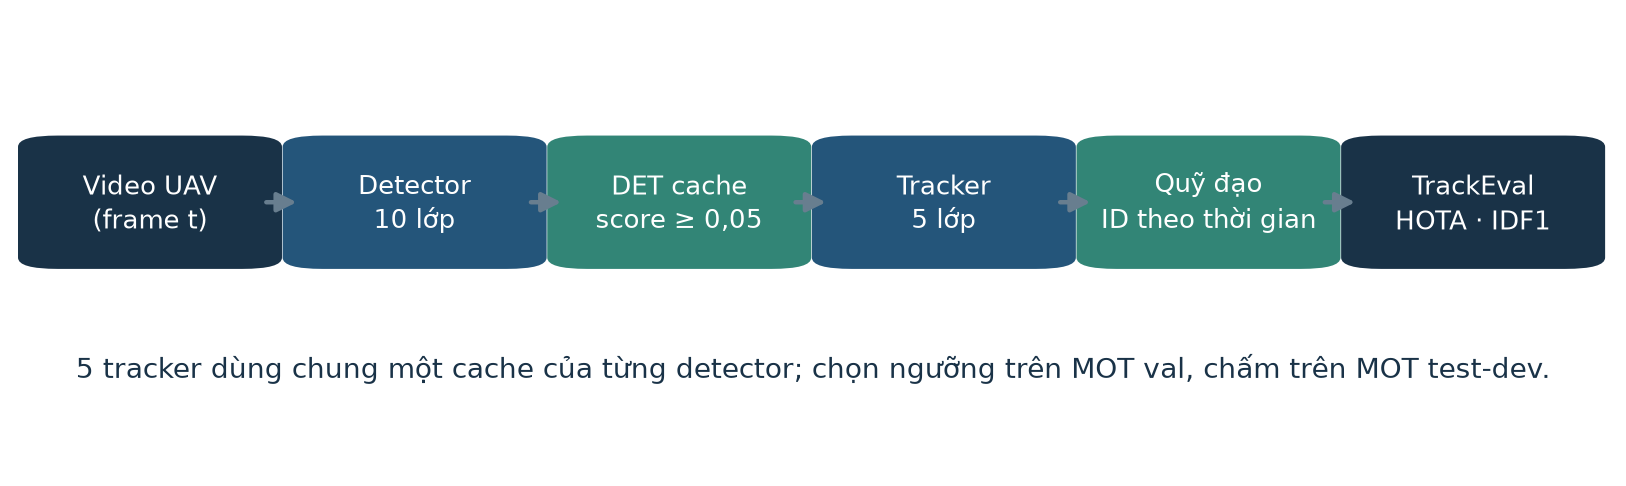 Video UAV
(frame t)
Detector
10 lớp
DET cache
score ≥ 0,05
Tracker
5 lớp
Quỹ đạo
ID theo thời gian
TrackEval
HOTA · IDF1
5 tracker dùng chung một cache của từng detector; chọn ngưỡng trên MOT val, chấm trên MOT test-dev.